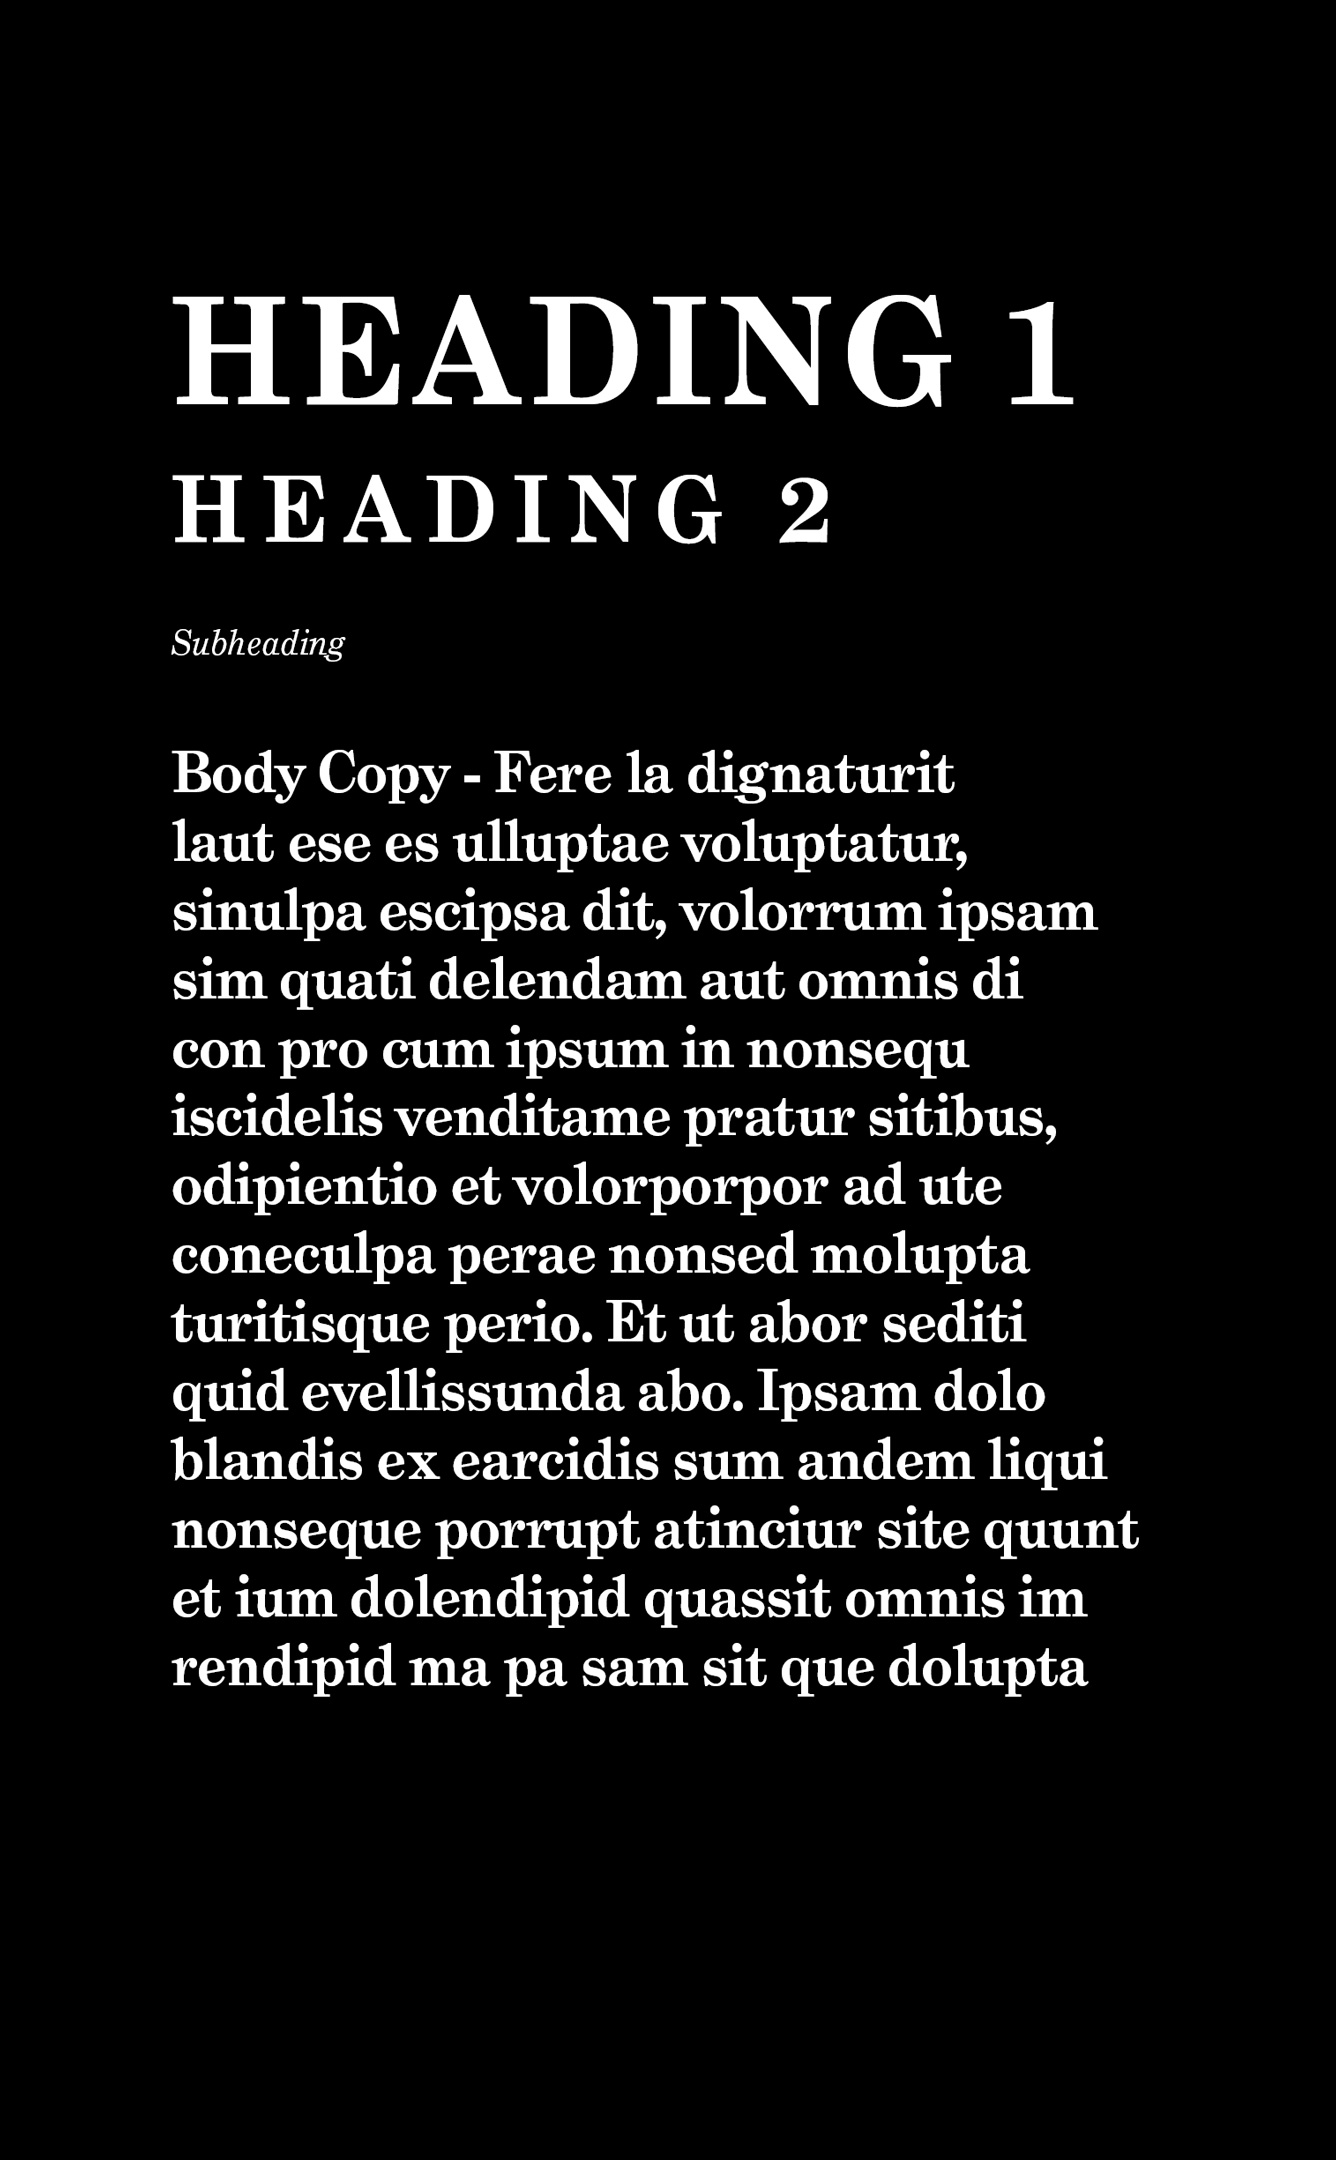 HEADING 1
HEADING 2
Subheading
Body Copy - Fere la dignaturit
laut ese es ulluptae voluptatur,
sinulpa escipsa dit, volorrum ipsam
sim quati delendam aut omnis di
con pro cum ipsum in nonsequ
iscidelis venditame pratur sitibus,
odipientio et volorporpor ad ute
coneculpa perae nonsed molupta
turitisque perio. Et ut abor sediti
quid evellissunda abo. Ipsam dolo
blandis ex earcidis sum andem liqui
nonseque porrupt atinciur site quunt
et ium dolendipid quassit omnis im
rendipid ma pa sam sit que dolupta